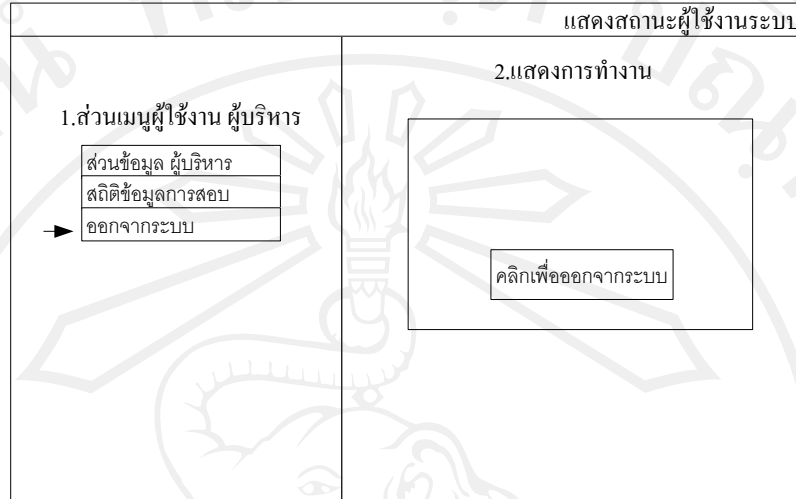 แสดงสถานะผู้ใช้งานระบบ
2.แสดงการทำงาน
1.ส่วนเมนูผู้ใช้งาน ผู้บริหาร
ส่วนข้อมูล ผู้บริหาร
สถิติข้อมูลการสอบ
ออกจากระบบ
คลิกเพื่อออกจากระบบ